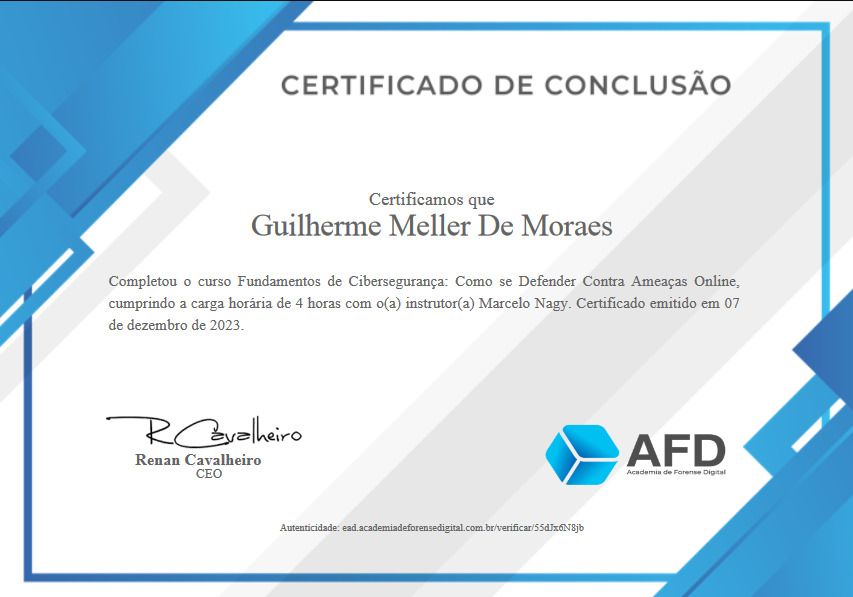 CERTIFICADO DE CONCLUSÃO
Certificamos que
Guilherme Meller De Moraes
Completou o curso Fundamentos de Cibersegurança: Como se Defender Contra Ameaças Online,
cumprindo a carga horária de 4 horas com o(a) instrutor(a) Marcelo Nagy. Certificado emitido em 07
de dezembro de 2023.
R Cavalheiro
Renan Cavalheiro
CEO
AFD
Academia de Forense Digital
Autenticidade: ead.academiadeforensedigital.com.br/verificar/55dJx6N8jb